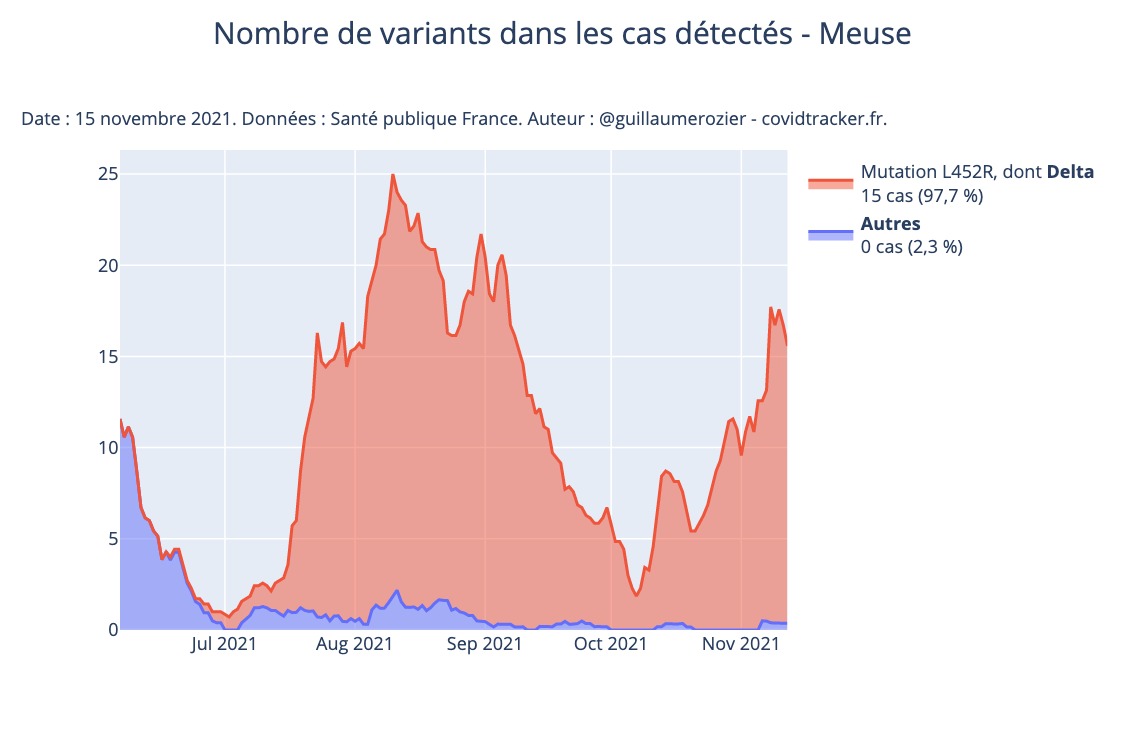 Nombre de variants dans les cas détectés - Meuse
Date : 15 novembre 2021. Données : Santé publique France. Auteur : @guillaumerozier - covidtracker.fr.
25
20
15
10
5
0
Jul 2021
Aug 2021
Sep 2021
Oct 2021
Nov 2021
Mutation L452R, dont Delta
15 cas (97,7 %)
Autres
0 cas (2,3 %)